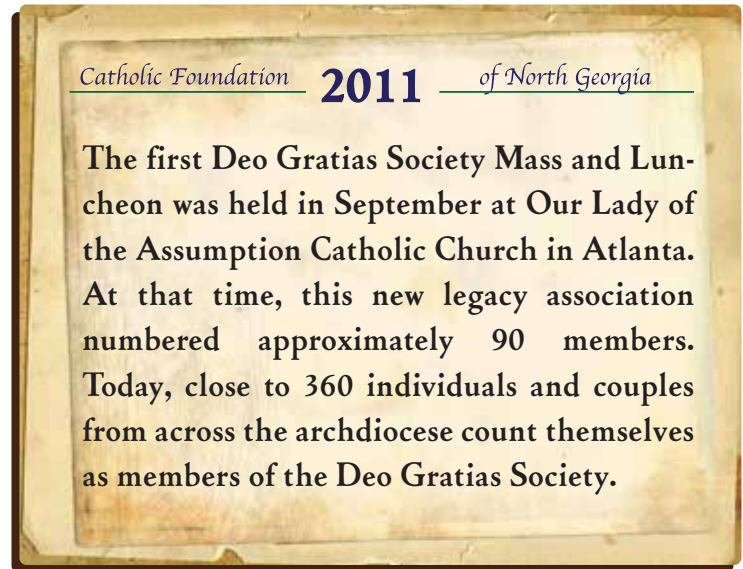 Catholic Foundation 2011 of North Georgia
The first Deo Gratias Society Mass and Lun-
cheon was held in September at Our Lady of
the Assumption Catholic Church in Atlanta.
At that time, this new legacy association
numbered approximately 90 members.
Today, close to 360 individuals and couples
from across the archdiocese count themselves
as members of the Deo Gratias Society.